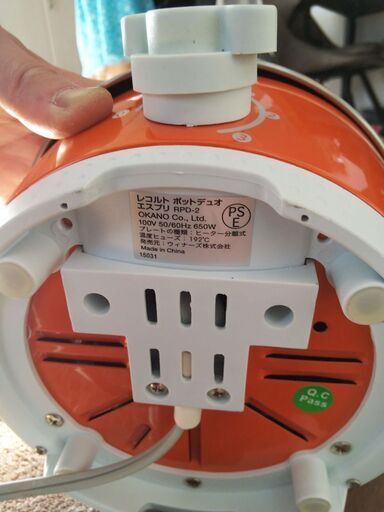 レコルト ポットデュオ
エスプリ RPD-2
OKANO Co., Ltd.
100V 50/60Hz 650W
プレートの種類:ヒーター分離式
温度ヒューズ:192℃
発売元:ウィナーズ株式会社
Made in China
15031
PS
E
Q.C
Pass